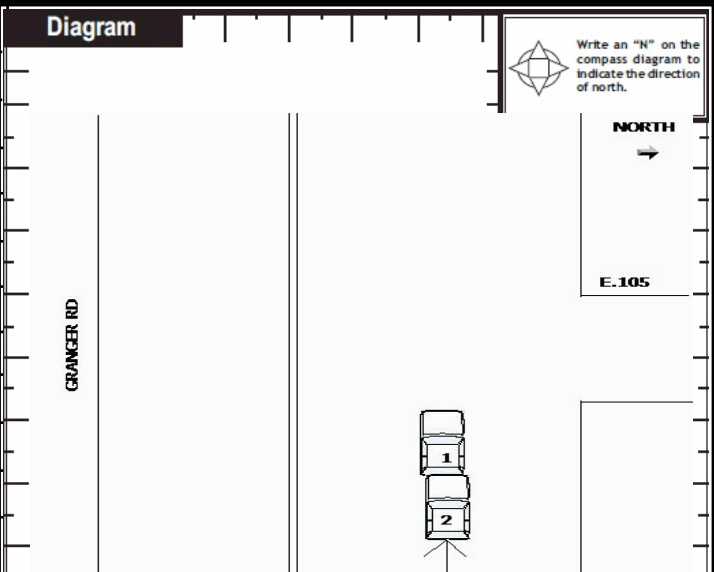 Diagram
Write an “N” on the
compass diagram to
indicate the direction
of north.
NORTH
E.105
GRANGER RD
1
2